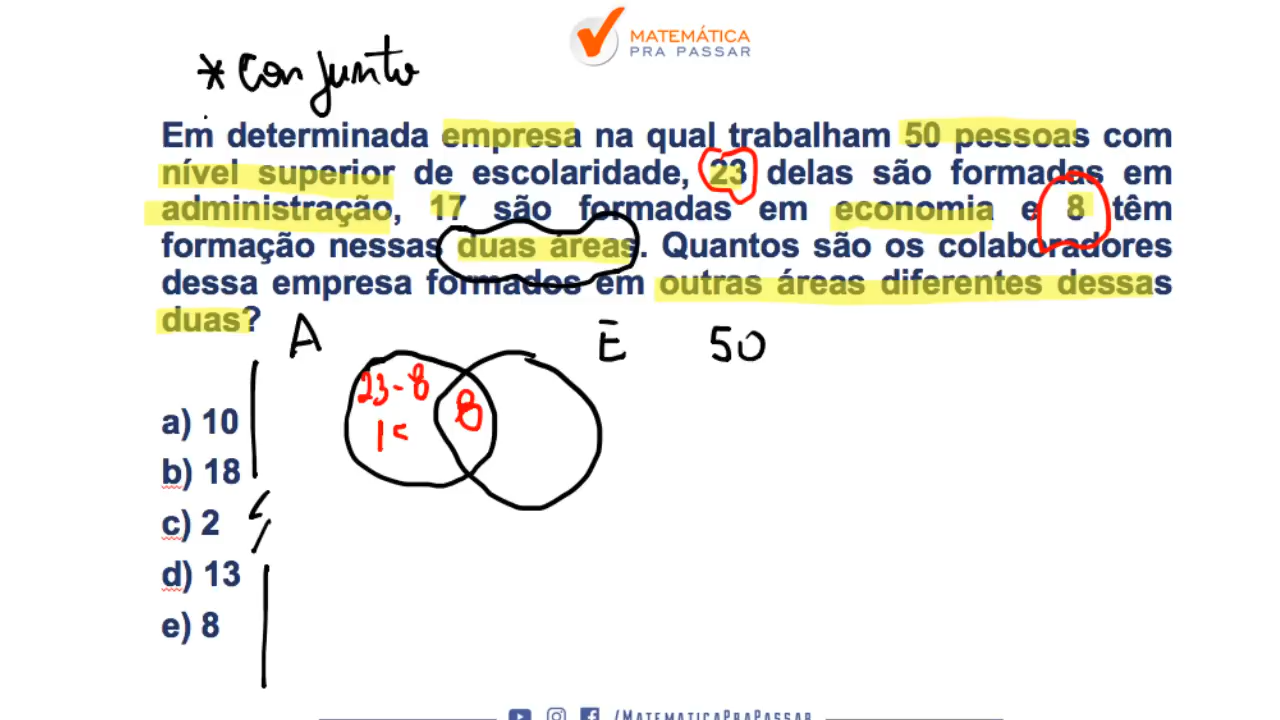 MATEMÁTICA
PRA PASSAR
* Conjunto
Em determinada empresa na qual trabalham 50 pessoas com
nível superior de escolaridade, 23 delas são formadas em
administração, 17 são formadas em economia e 8 têm
formação nessas duas áreas. Quantos são os colaboradores
dessa empresa formados em outras áreas diferentes dessas
duas?
A E 50
23-8 8
15
a) 10
b) 18
c) 2
d) 13
e) 8
/MATEMATICAPRAPASSAR